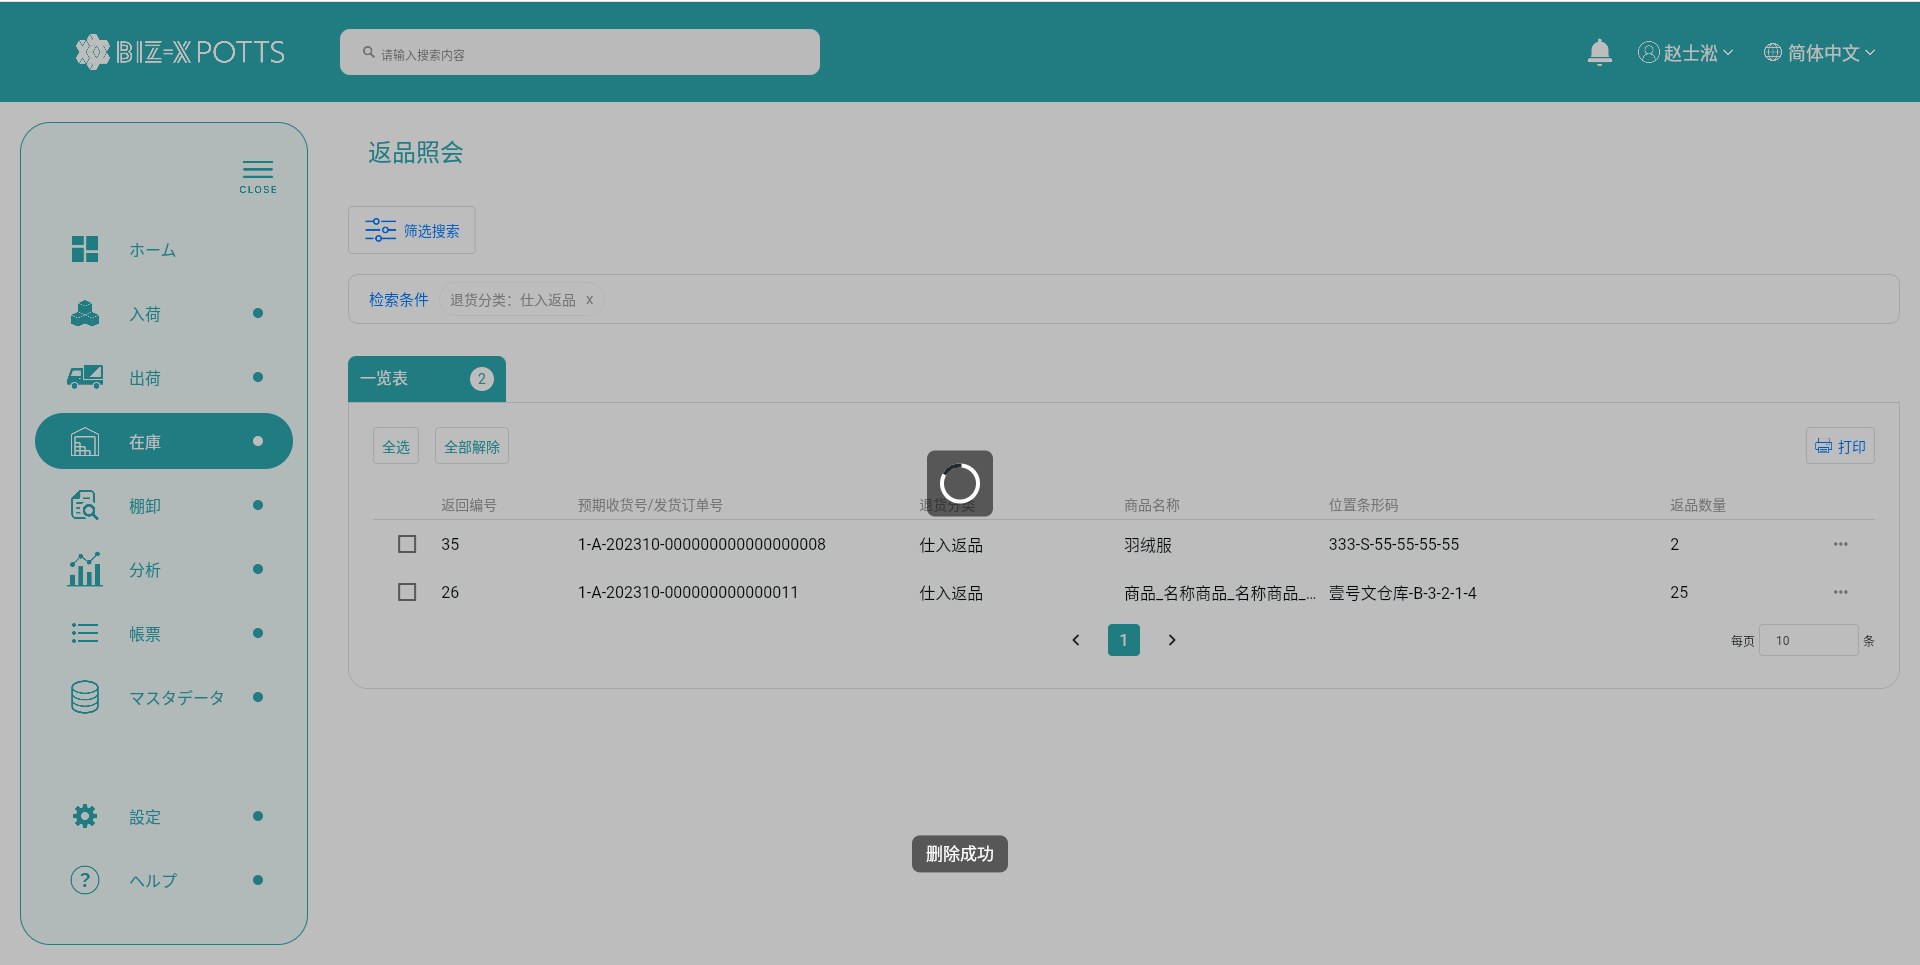 BIZ=X POTTS
请输入搜索内容
赵士淞
简体中文
CLOSE
ホーム
入荷
出荷
在庫
棚卸
分析
帳票
マスタデータ
設定
ヘルプ
返品照会
筛选搜索
检索条件 退货分类：仕入返品 x
一览表 2
全选 全部解除 打印
返回编号 预期收货号/发货订单号 退货分类 商品名称 位置条形码 返品数量
35 1-A-202310-000000000000000008 仕入返品 羽绒服 333-S-55-55-55-55 2 ···
26 1-A-202310-000000000000011 仕入返品 商品_名称商品_名称商品_... 壹号文仓库-B-3-2-1-4 25 ···
1
每页 10 条
删除成功